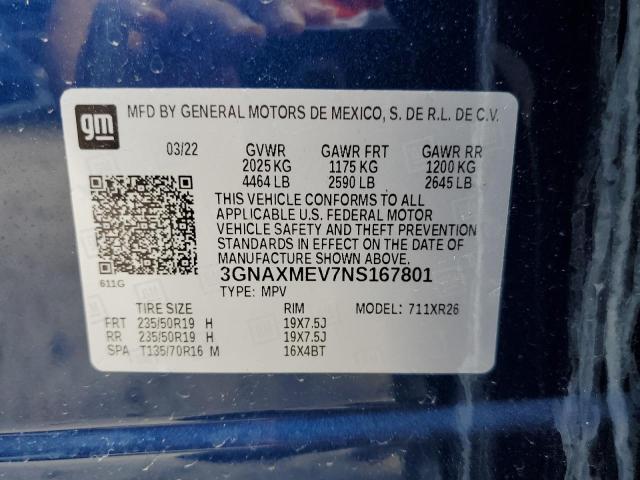 gm
MFD BY GENERAL MOTORS DE MEXICO, S. DE R.L. DE C.V.
03/22 GVWR GAWR FRT GAWR RR
2025 KG 1175 KG 1200 KG
4464 LB 2590 LB 2645 LB
THIS VEHICLE CONFORMS TO ALL
APPLICABLE U.S. FEDERAL MOTOR
VEHICLE SAFETY AND THEFT PREVENTION
STANDARDS IN EFFECT ON THE DATE OF
MANUFACTURE SHOWN ABOVE.
3GNAXMEV7NS167801
611G
TYPE: MPV
TIRE SIZE RIM MODEL: 711XR26
FRT 235/50R19 H 19X7.5J
RR 235/50R19 H 19X7.5J
SPA T135/70R16 M 16X4BT